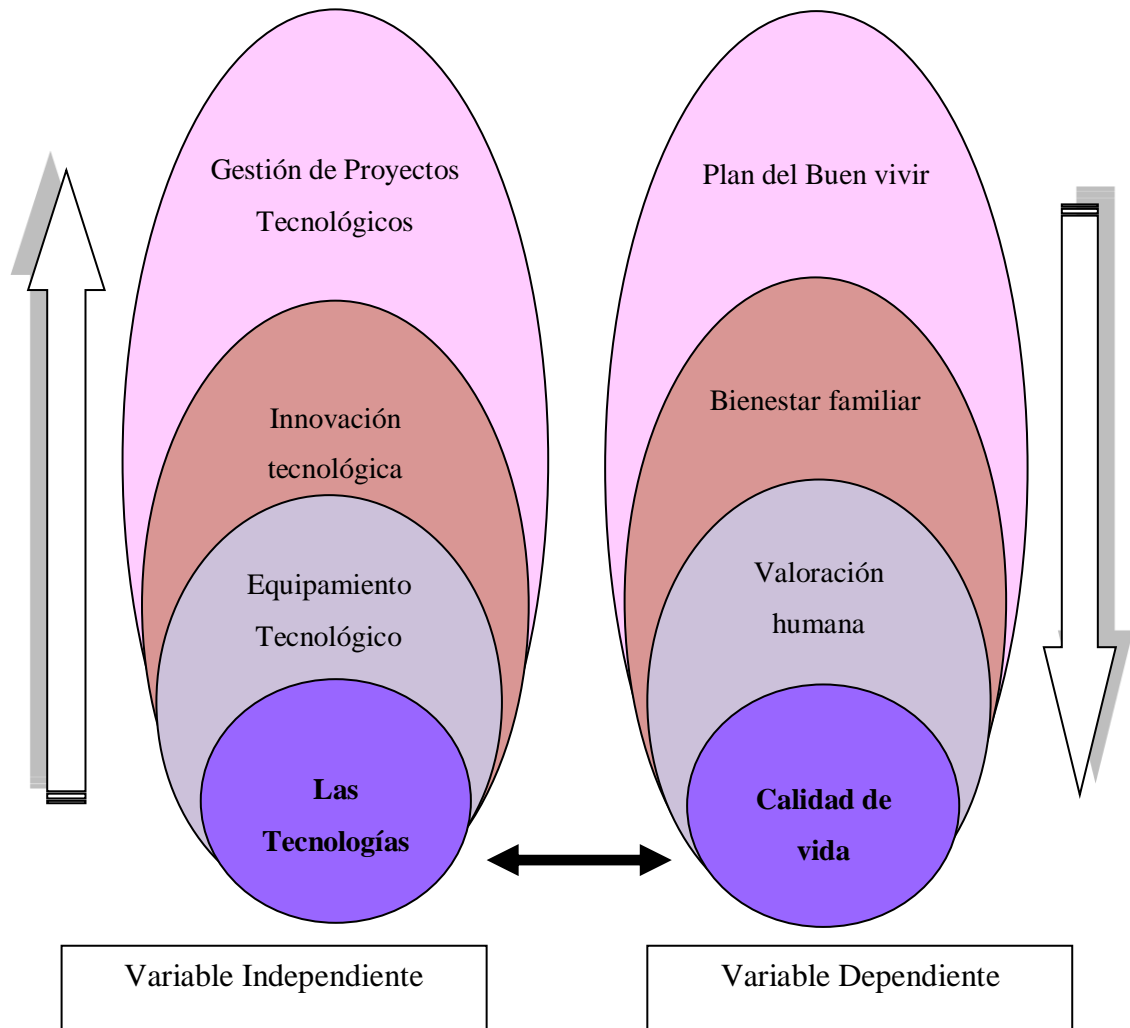 Gestión de Proyectos
Tecnológicos
Innovación
tecnológica
Equipamiento
Tecnológico
Las
Tecnologías
Variable Independiente
Plan del Buen vivir
Bienestar familiar
Valoración
humana
Calidad de
vida
Variable Dependiente